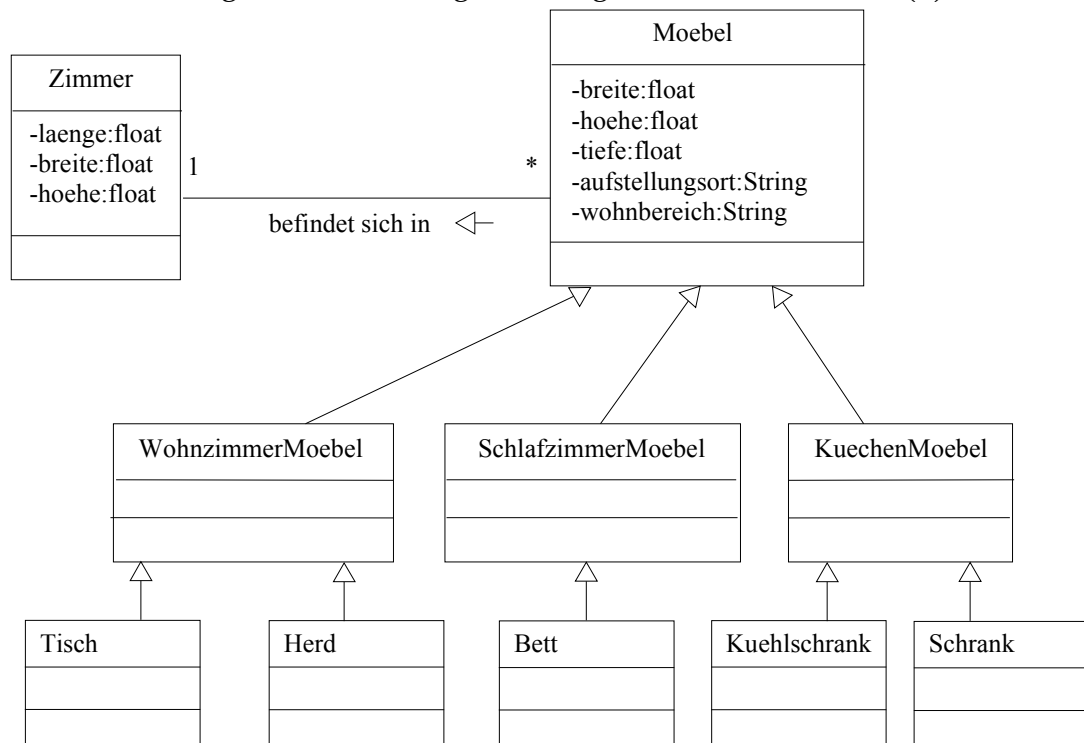 Zimmer
-laenge:float
-breite:float
-hoehe:float
Moebel
-breite:float
-hoehe:float
-tiefe:float
-aufstellungsort:String
-wohnbereich:String
1
*
befindet sich in
WohnzimmerMoebel
SchlafzimmerMoebel
KuechenMoebel
Tisch
Herd
Bett
Kuehlschrank
Schrank